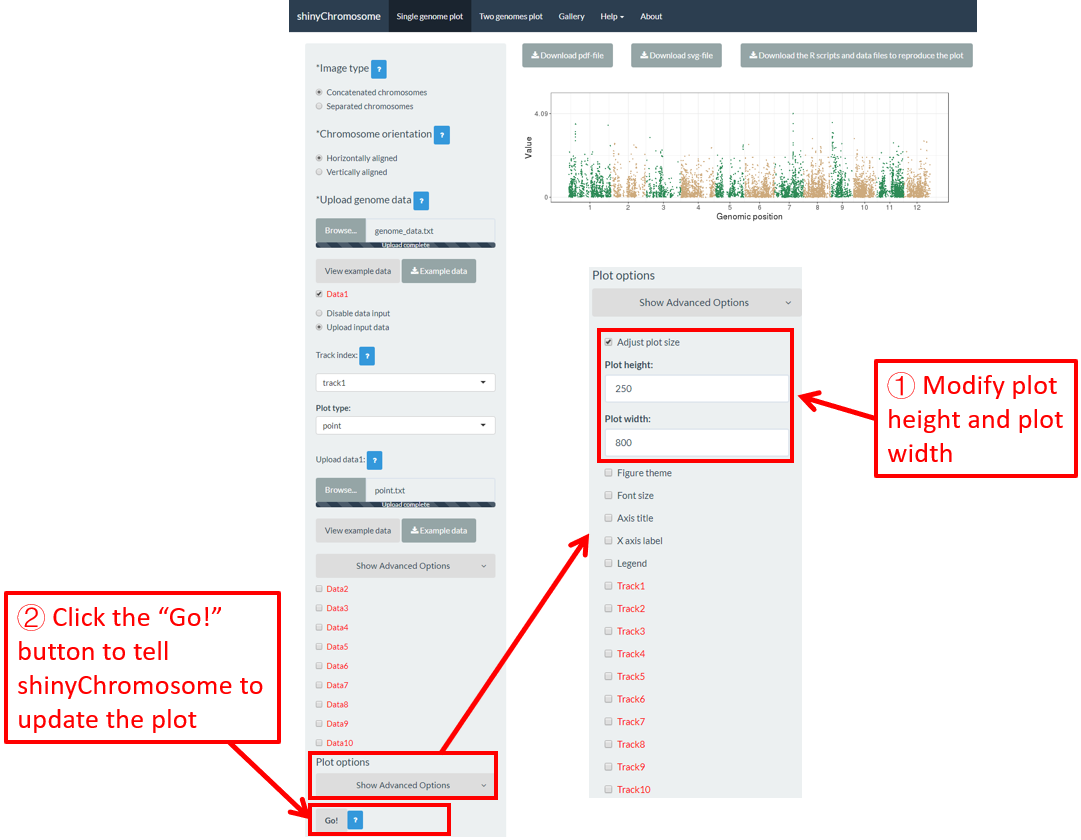 shinyChromosome Single genome plot Two genomes plot Gallery Help About
*Image type ?
Concatenated chromosomes
Separated chromosomes
*Chromosome orientation ?
Horizontally aligned
Vertically aligned
*Upload genome data ?
Browse... genome_data.txt
Upload complete
View example data Example data
Data1
Disable data input
Upload input data
Track index: ?
track1
Plot type:
point
Upload data1: ?
Browse... point.txt
Upload complete
View example data Example data
Show Advanced Options
Data2
Data3
Data4
Data5
Data6
Data7
Data8
Data9
Data10
Plot options
Show Advanced Options
Go! ?
Download pdf-file Download svg-file Download the R scripts and data files to reproduce the plot
4.09
Value
0
1 2 3 4 5 6 7 8 9 10 11 12
Genomic position
Plot options
Show Advanced Options
Adjust plot size
Plot height:
250
Plot width:
800
Figure theme
Font size
Axis title
X axis label
Legend
Track1
Track2
Track3
Track4
Track5
Track6
Track7
Track8
Track9
Track10
① Modify plot
height and plot
width
② Click the “Go!”
button to tell
shinyChromosome to
update the plot